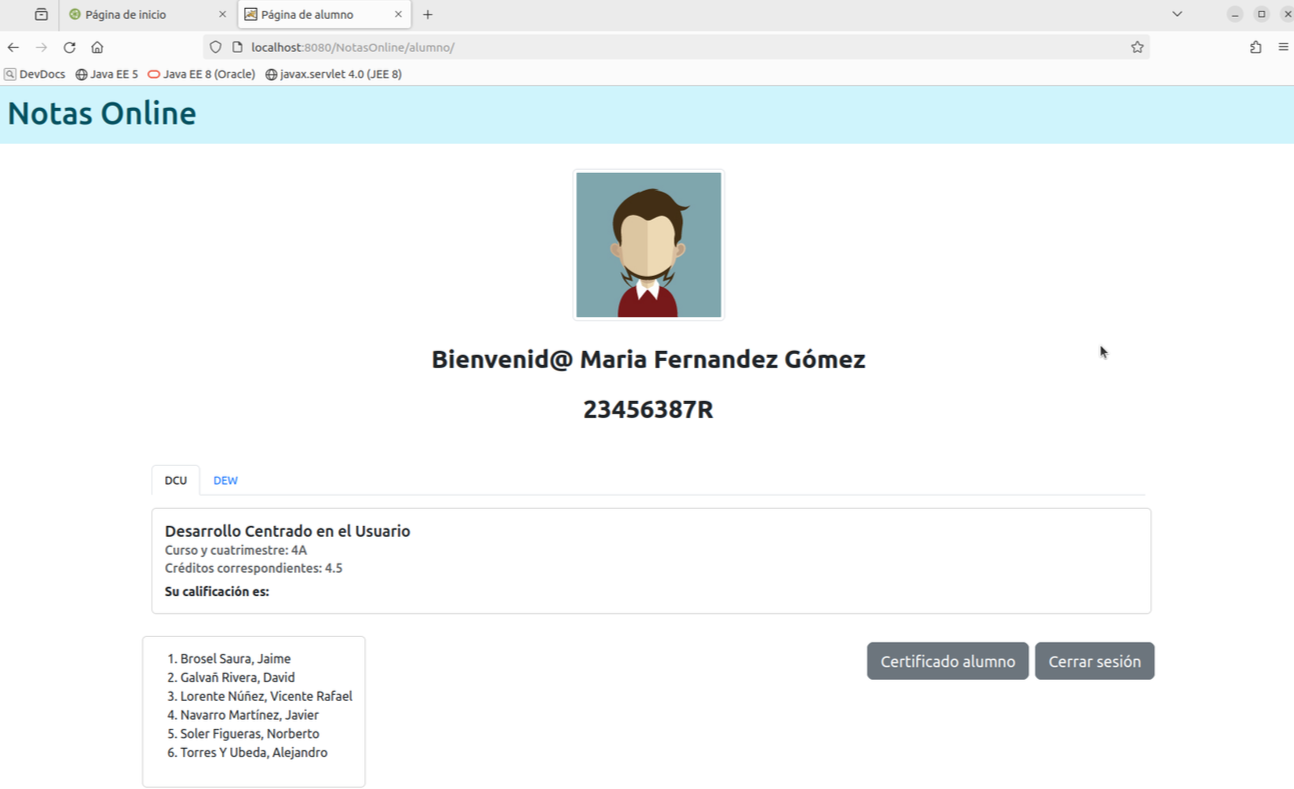 Página de inicio
Página de alumno
localhost:8080/NotasOnline/alumno/
DevDocs Java EE 5 Java EE 8 (Oracle) javax.servlet 4.0 (JEE 8)
Notas Online
Bienvenid@ Maria Fernandez Gómez
23456387R
DCU DEW
Desarrollo Centrado en el Usuario
Curso y cuatrimestre: 4A
Créditos correspondientes: 4.5
Su calificación es:
1. Brosel Saura, Jaime
2. Galvañ Rivera, David
3. Lorente Núñez, Vicente Rafael
4. Navarro Martínez, Javier
5. Soler Figueras, Norberto
6. Torres Y Ubeda, Alejandro
Certificado alumno Cerrar sesión